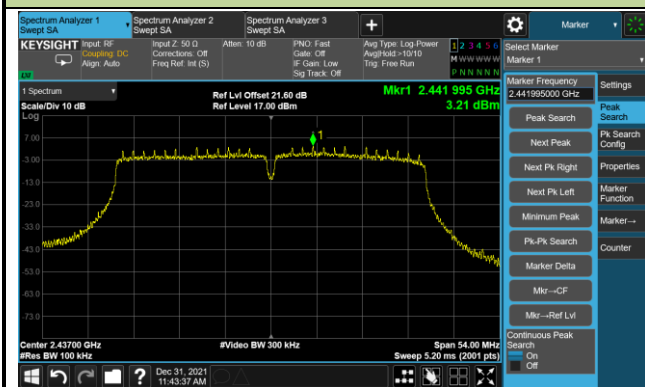 Spectrum Analyzer 1
Swept SA
Spectrum Analyzer 2
Swept SA
Spectrum Analyzer 3
Swept SA
+
Marker
KEYSIGHT
Input: RF
Coupling: DC
Align: Auto
Input Z: 50 Ω
Corrections: Off
Freq Ref: Int (S)
Atten: 10 dB
PNO: Fast
Gate: Off
IF Gain: Low
Sig Track: Off
Avg Type: Log-Power
Avg|Hold >10/10
Trig: Free Run
1 2 3 4 5 6
M W W W W W
P N N N N N
Select Marker
Marker 1
1 Spectrum
Scale/Div 10 dB
Log
Ref Lvl Offset 21.60 dB
Ref Level 17.00 dBm
Mkr1 2.441 995 GHz
3.21 dBm
7.00
-3.00
-13.0
-23.0
-33.0
-43.0
-53.0
-63.0
-73.0
1
Center 2.43700 GHz
#Res BW 100 kHz
#Video BW 300 kHz
Span 54.00 MHz
Sweep 5.20 ms (2001 pts)
Marker Frequency
2.441995000 GHz
Peak Search
Next Peak
Next Pk Right
Next Pk Left
Minimum Peak
Pk-Pk Search
Marker Delta
Mkr→CF
Mkr→Ref Lvl
Continuous Peak
Search
On
Off
Settings
Peak
Search
Pk Search
Config
Properties
Marker
Function
Marker→
Counter
?
Dec 31, 2021
11:43:37 AM